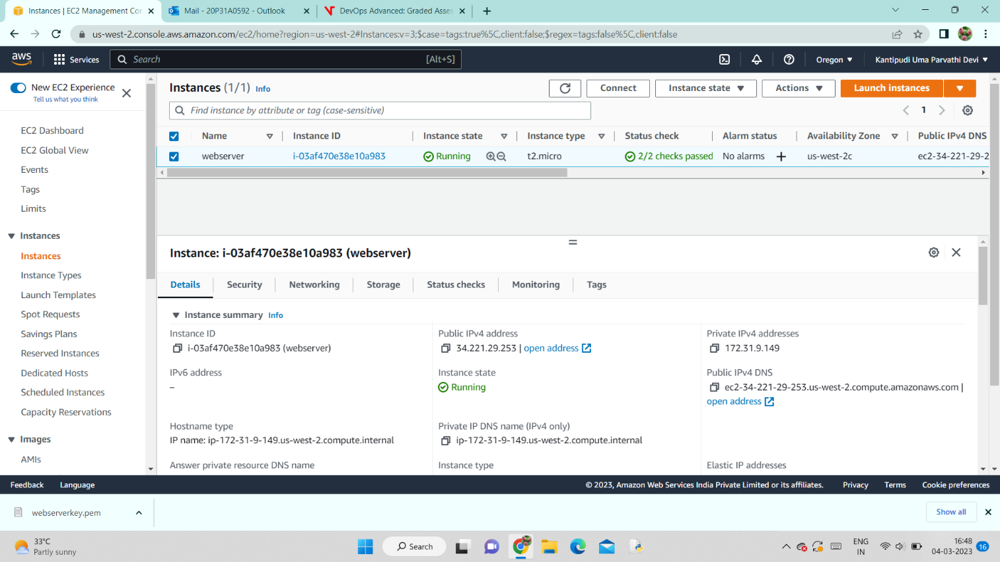 Instances | EC2 Management Con
Mail - 20P31A0592 - Outlook
DevOps Advanced: Graded Asses
us-west-2.console.aws.amazon.com/ec2/home?region=us-west-2#Instances:v=3;$case=tags:true%5C,client:false;$regex=tags:false%5C,client:false
aws
Services
Search
[Alt+S]
Oregon
Kantipudi Uma Parvathi Devi
New EC2 Experience
Tell us what you think
EC2 Dashboard
EC2 Global View
Events
Tags
Limits
Instances
Instances
Instance Types
Launch Templates
Spot Requests
Savings Plans
Reserved Instances
Dedicated Hosts
Scheduled Instances
Capacity Reservations
Images
AMIs
Instances (1/1) Info
Connect
Instance state
Actions
Launch instances
Find instance by attribute or tag (case-sensitive)
1
Name Instance ID Instance state Instance type Status check Alarm status Availability Zone Public IPv4 DNS
webserver i-03af470e38e10a983 Running t2.micro 2/2 checks passed No alarms + us-west-2c ec2-34-221-29-2
Instance: i-03af470e38e10a983 (webserver)
Details Security Networking Storage Status checks Monitoring Tags
Instance summary Info
Instance ID
i-03af470e38e10a983 (webserver)
Public IPv4 address
34.221.29.253 | open address
Private IPv4 addresses
172.31.9.149
IPv6 address
–
Instance state
Running
Public IPv4 DNS
ec2-34-221-29-253.us-west-2.compute.amazonaws.com |
open address
Hostname type
IP name: ip-172-31-9-149.us-west-2.compute.internal
Private IP DNS name (IPv4 only)
ip-172-31-9-149.us-west-2.compute.internal
Answer private resource DNS name
Instance type
Elastic IP addresses
Feedback Language
© 2023, Amazon Web Services India Private Limited or its affiliates. Privacy Terms Cookie preferences
webserverkey.pem
Show all
33°C
Partly sunny
Search
ENG
IN
16:48
04-03-2023
16